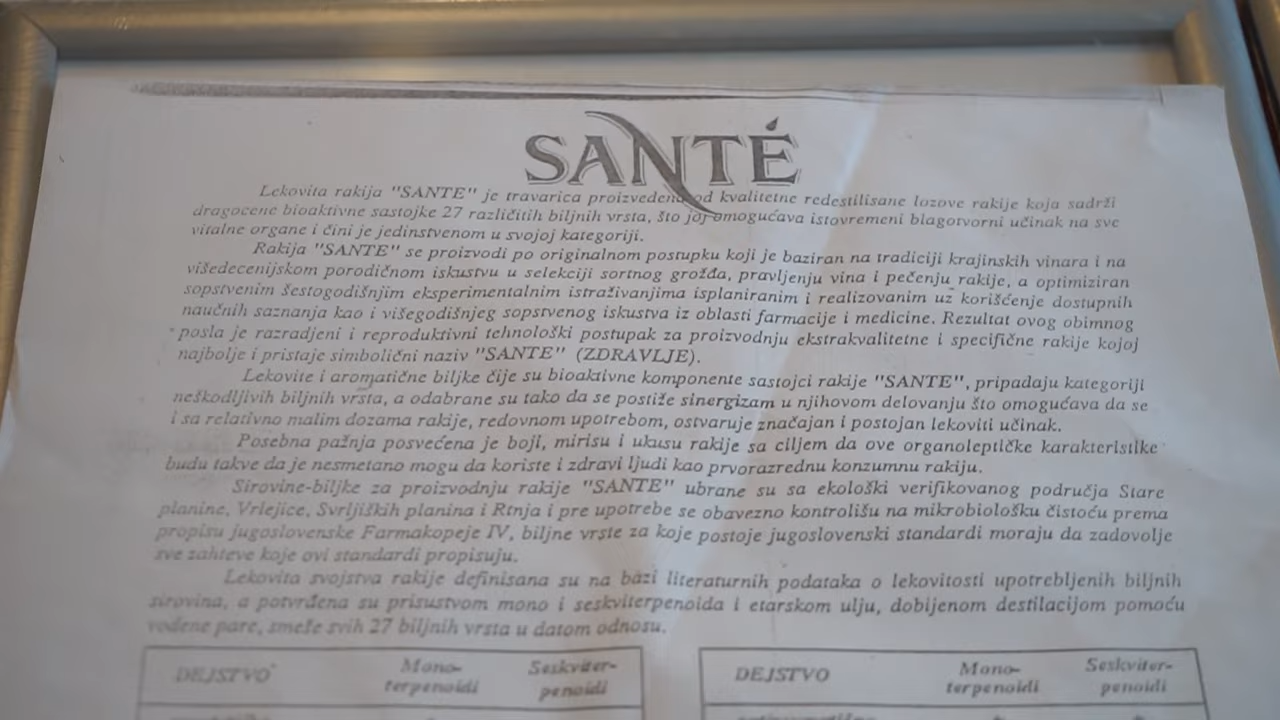 SANTÉ
Lekovita rakija "SANTE" je travarica proizvedena od kvalitetne redestilisane lozove rakije koja sadrži
dragocene bioaktivne sastojke 27 različitih biljnih vrsta, što joj omogućava istovremeni blagotvorni učinak na sve
vitalne organe i čini je jedinstvenom u svojoj kategoriji.
Rakija "SANTE" se proizvodi po originalnom postupku koji je baziran na tradiciji krajinskih vinara i na
višedecenijskom porodičnom iskustvu u selekciji sortnog grožđa, pravljenju vina i pečenju rakije, a optimiziran
sopstvenim šestogodišnjim eksperimentalnim istraživanjima isplaniranim i realizovanim uz korišćenje dostupnih
naučnih saznanja kao i višegodišnjeg sopstvenog iskustva iz oblasti farmacije i medicine. Rezultat ovog obimnog
posla je razradjeni i reproduktivni tehnološki postupak za proizvodnju ekstrakvalitetne i specifične rakije kojoj
najbolje i pristaje simbolični naziv "SANTE" (ZDRAVLJE).
Lekovite i aromatične biljke čije su bioaktivne komponente sastojci rakije "SANTE", pripadaju kategoriji
neškodljivih biljnih vrsta, a odabrane su tako da se postiže sinergizam u njihovom delovanju što omogućava da se
i sa relativno malim dozama rakije, redovnom upotrebom, ostvaruje značajan i postojan lekoviti učinak.
Posebna pažnja posvećena je boji, mirisu i ukusu rakije sa ciljem da ove organoleptičke karakteristike
budu takve da je nesmetano mogu da koriste i zdravi ljudi kao prvorazrednu konzumnu rakiju.
Sirovine-biljke za proizvodnju rakije "SANTE" ubrane su sa ekološki verifikovanog područja Stare
planine, Vrlejice, Svrljiških planina i Rtnja i pre upotrebe se obavezno kontrolišu na mikrobiološku čistoću prema
propisu jugoslovenske Farmakopeje IV, biljne vrste za koje postoje jugoslovenski standardi moraju da zadovolje
sve zahteve koje ovi standardi propisuju.
Lekovita svojstva rakije definisana su na bazi literaturnih podataka o lekovitosti upotrebljenih biljnih
sirovina, a potvrđena su prisustvom mono i seskviterpenoida i etarskom ulju, dobijenom destilacijom pomoću
vodene pare, smeše svih 27 biljnih vrsta u datom odnosu.
DEJSTVO* Mono-terpenoidi Seskviter-penoidi
DEJSTVO Mono-terpenoidi Seskviter-penoidi